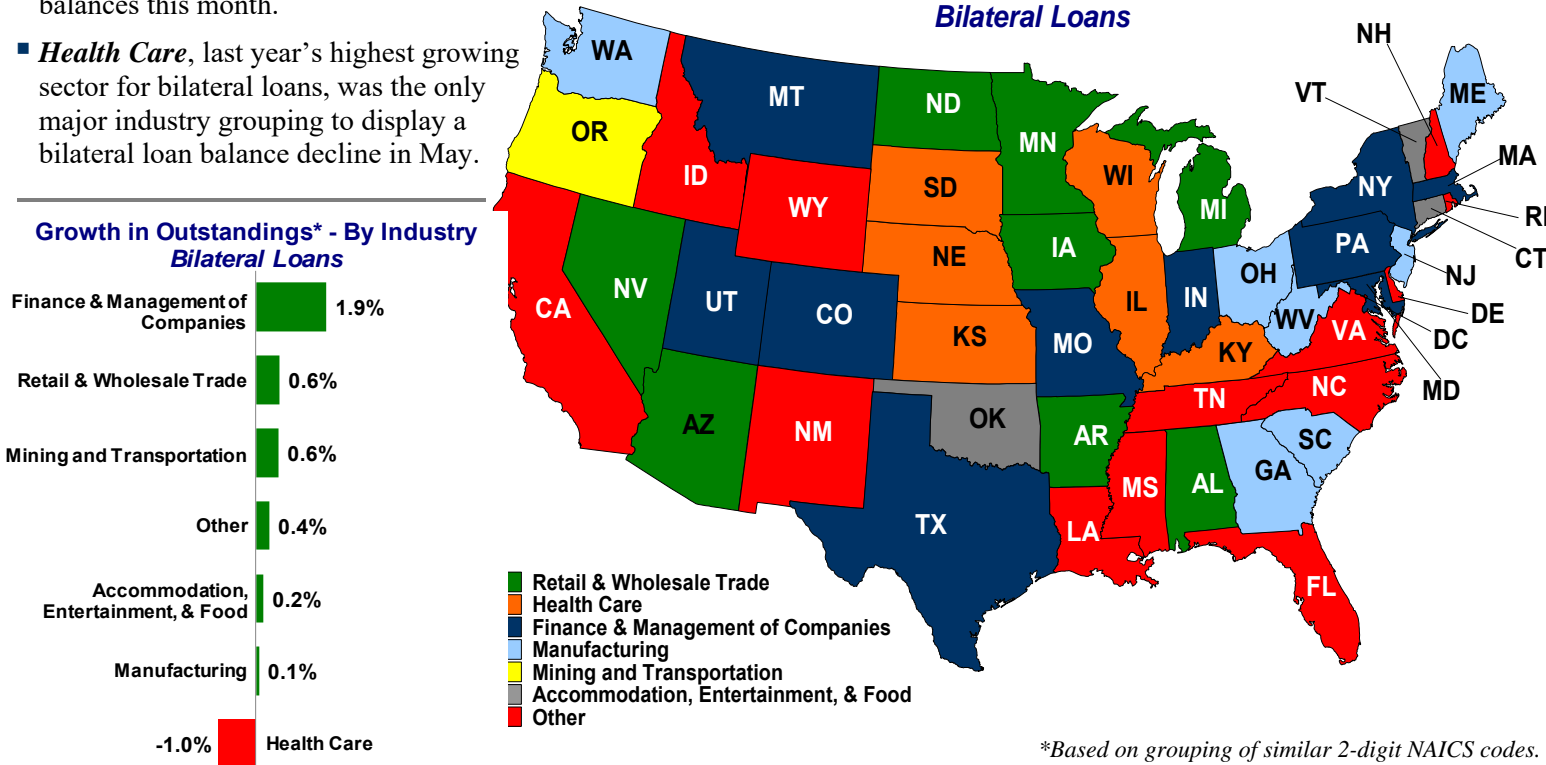 balances this month.
▪ Health Care, last year’s highest growing
sector for bilateral loans, was the only
major industry grouping to display a
bilateral loan balance decline in May.
Growth in Outstandings* - By Industry
Bilateral Loans
Finance & Management of
Companies
1.9%
Retail & Wholesale Trade
0.6%
Mining and Transportation
0.6%
Other
0.4%
Accommodation,
Entertainment, & Food
0.2%
Manufacturing
0.1%
-1.0%
Health Care
Bilateral Loans
WA
MT
ND
MN
OR
ID
WY
SD
WI
MI
NH
VT
ME
MA
NY
RI
CT
PA
NJ
DE
DC
MD
CA
NV
UT
CO
NE
IA
IL
IN
OH
WV
VA
KS
MO
KY
AZ
NM
OK
AR
TN
NC
SC
TX
LA
MS
AL
GA
FL
Retail & Wholesale Trade
Health Care
Finance & Management of Companies
Manufacturing
Mining and Transportation
Accommodation, Entertainment, & Food
Other
*Based on grouping of similar 2-digit NAICS codes.